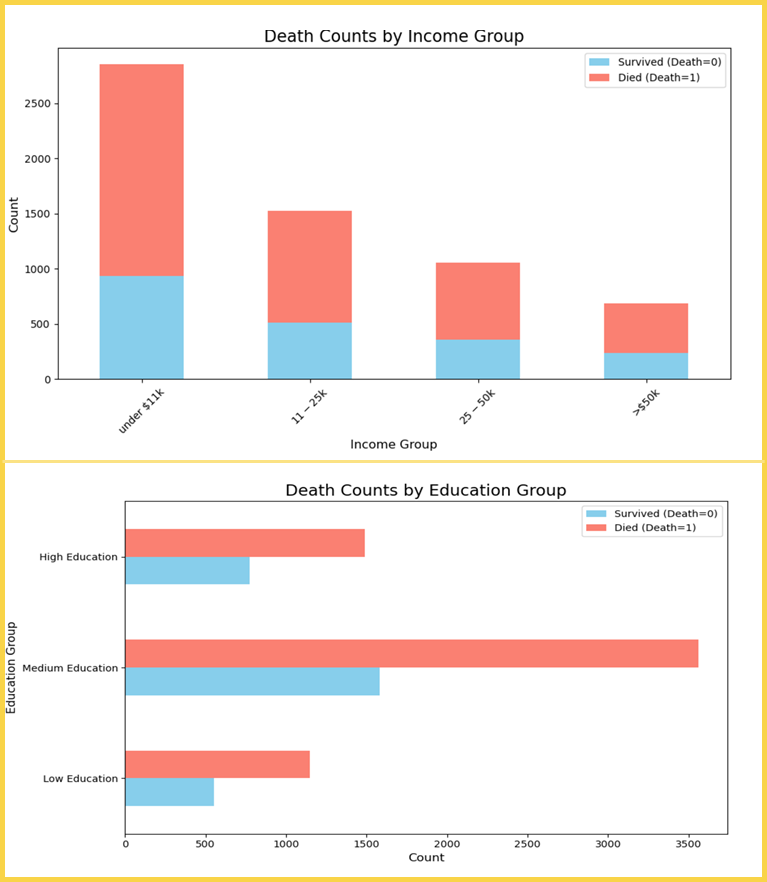 Death Counts by Income Group
Survived (Death=0)
Died (Death=1)
Count
2500
2000
1500
1000
500
0
under $11k
11 − 25k
25 − 50k
>$50k
Income Group
Death Counts by Education Group
Survived (Death=0)
Died (Death=1)
Education Group
High Education
Medium Education
Low Education
0 500 1000 1500 2000 2500 3000 3500
Count